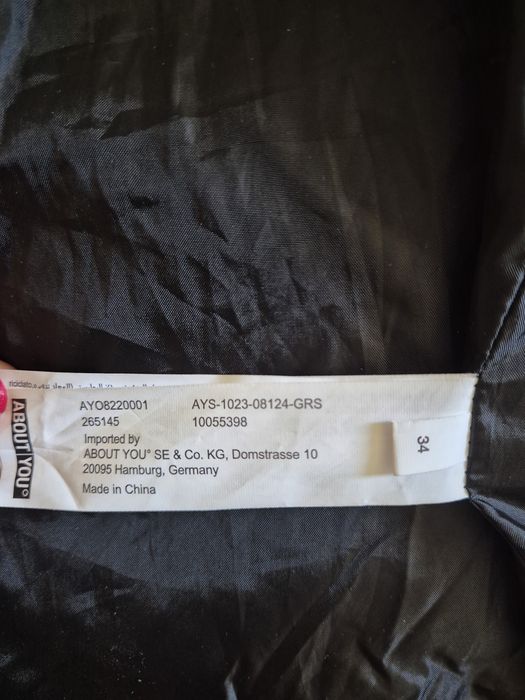 riciclato
ABOUT YOU°
AYO8220001 AYS-1023-08124-GRS
265145 10055398
Imported by
ABOUT YOU° SE & Co. KG, Domstrasse 10
20095 Hamburg, Germany
Made in China
34